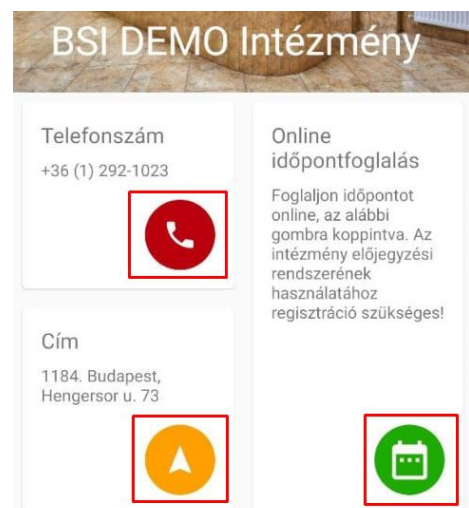 BSI DEMO Intézmény
Telefonszám
+36 (1) 292-1023
Cím
1184. Budapest,
Hengersor u. 73
Online
időpontfoglalás
Foglaljon időpontot
online, az alábbi
gombra koppintva. Az
intézmény előjegyzési
rendszerének
használatához
regisztráció szükséges!